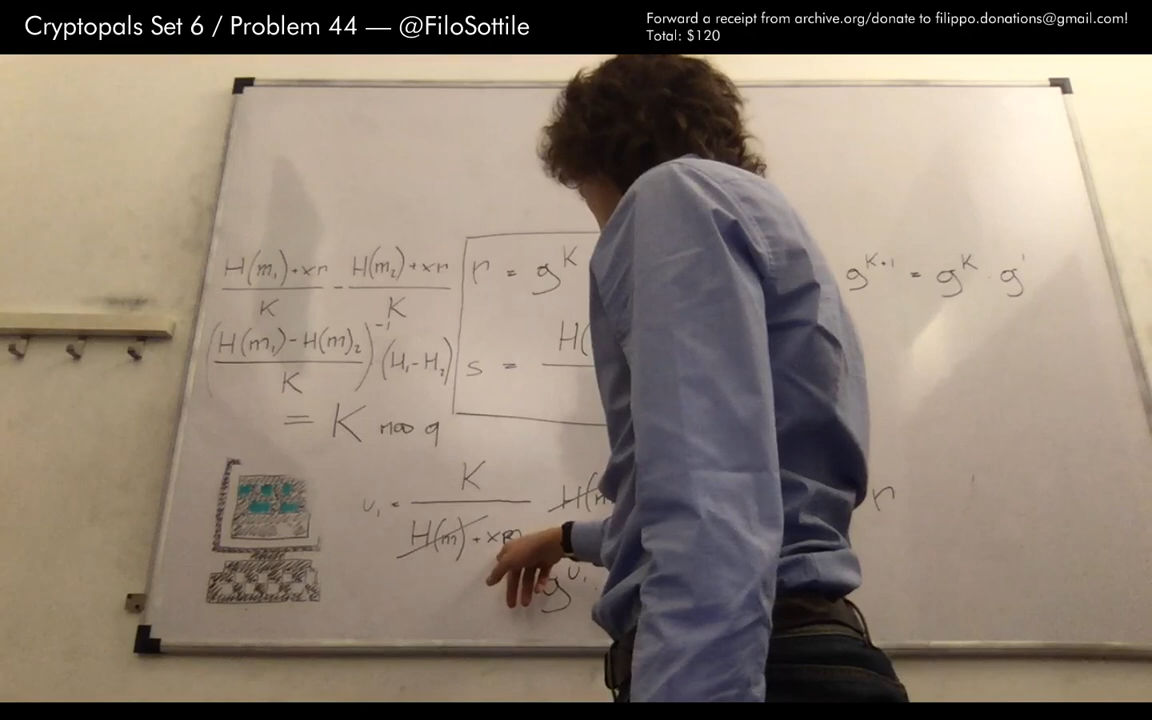 Cryptopals Set 6 / Problem 44 — @FiloSottile
Forward a receipt from archive.org/donate to filippo.donations@gmail.com!
Total: $120
H(m₁)+xr / K - H(m₂)+xr / K
(H(m₁)-H(m)₂ / K)⁻¹ (H₁-H₂)
= K mod q
r = g^K
s = H(
g^K+1 = g^K · g^1
u₁ = K / H(m)+xr
H(m
r
g^u₁